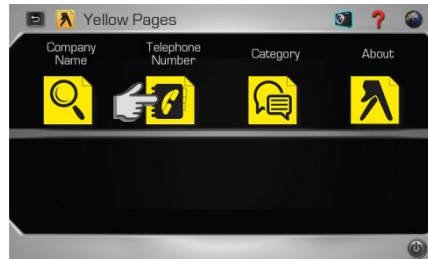 Yellow Pages
?
Company
Name
Telephone
Number
Category
About